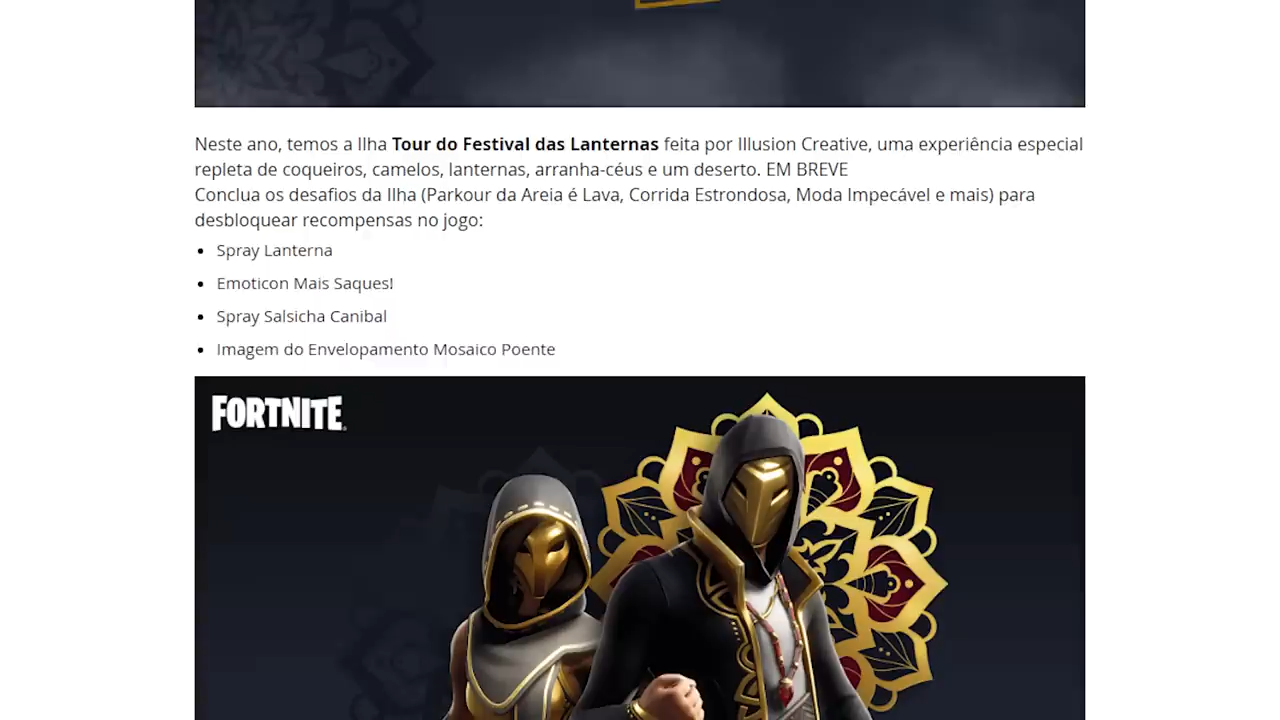 Neste ano, temos a Ilha Tour do Festival das Lanternas feita por Illusion Creative, uma experiência especial
repleta de coqueiros, camelos, lanternas, arranha-céus e um deserto. EM BREVE
Conclua os desafios da Ilha (Parkour da Areia é Lava, Corrida Estrondosa, Moda Impecável e mais) para
desbloquear recompensas no jogo:
• Spray Lanterna
• Emoticon Mais Saques!
• Spray Salsicha Canibal
• Imagem do Envelopamento Mosaico Poente
FORTNITE